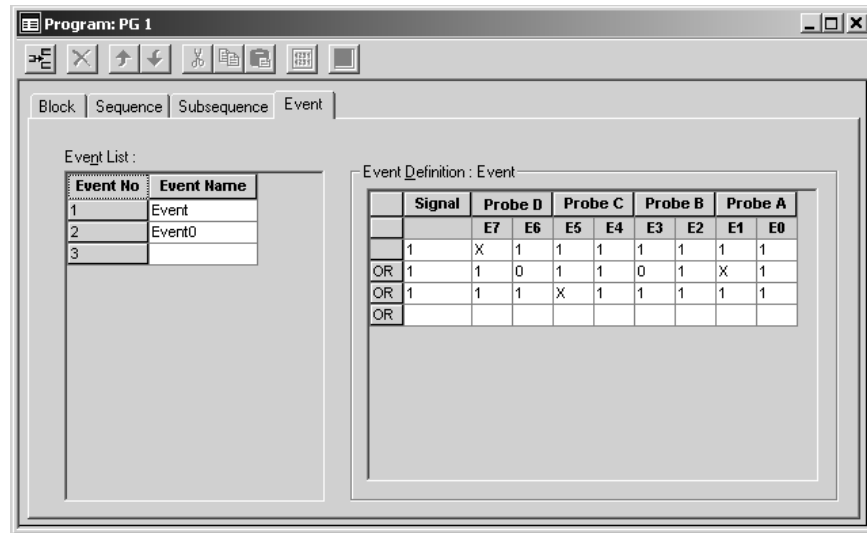 Program: PG 1
Block Sequence Subsequence Event
Event List :
Event No Event Name
1 Event
2 Event0
3
Event Definition : Event
Signal Probe D Probe C Probe B Probe A
E7 E6 E5 E4 E3 E2 E1 E0
1 X 1 1 1 1 1 1 1
OR 1 1 0 1 1 0 1 X 1
OR 1 1 1 X 1 1 1 1 1
OR